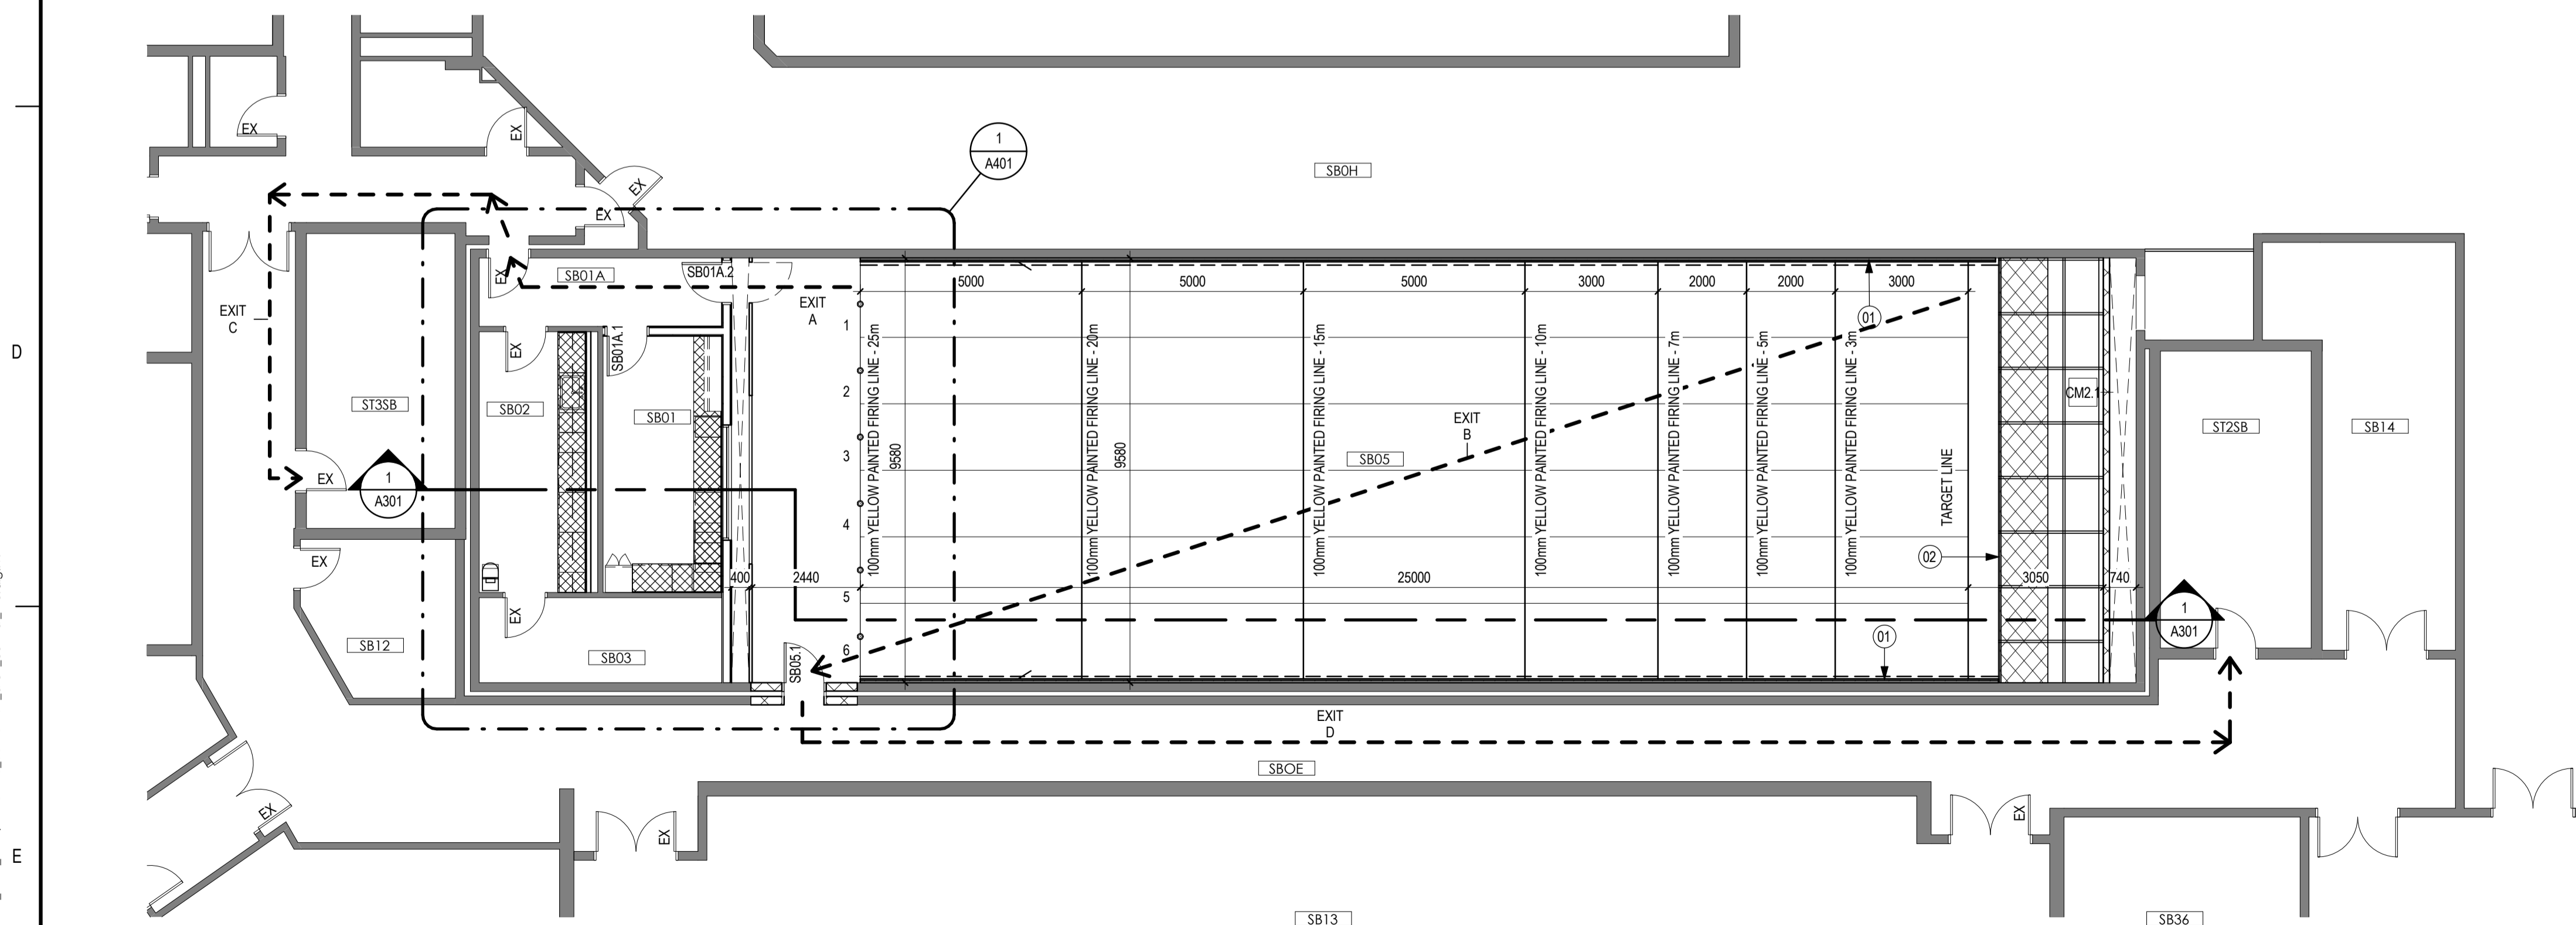 1
A401
SB0H
EX
EX
EX
EX
EX
SB01A
SB01A.2
EXIT
A
EXIT
C
5000
5000
5000
3000
2000
2000
3000
01
1
2
3
4
5
6
EX
SB01A.1
ST3SB
SB02
SB01
100mm YELLOW PAINTED FIRING LINE - 25m
9580
100mm YELLOW PAINTED FIRING LINE - 20m
9580
100mm YELLOW PAINTED FIRING LINE - 15m
SB05
EXIT
B
100mm YELLOW PAINTED FIRING LINE - 10m
100mm YELLOW PAINTED FIRING LINE - 7m
100mm YELLOW PAINTED FIRING LINE - 5m
100mm YELLOW PAINTED FIRING LINE - 3m
TARGET LINE
CM2.1
ST2SB
SB14
D
EX
1
A301
02
EX
400
2440
25000
3050
740
EX
SB12
SB03
SB05.1
01
1
A301
EXIT
D
SBOE
EX
EX
EX
E
SB13
SB36